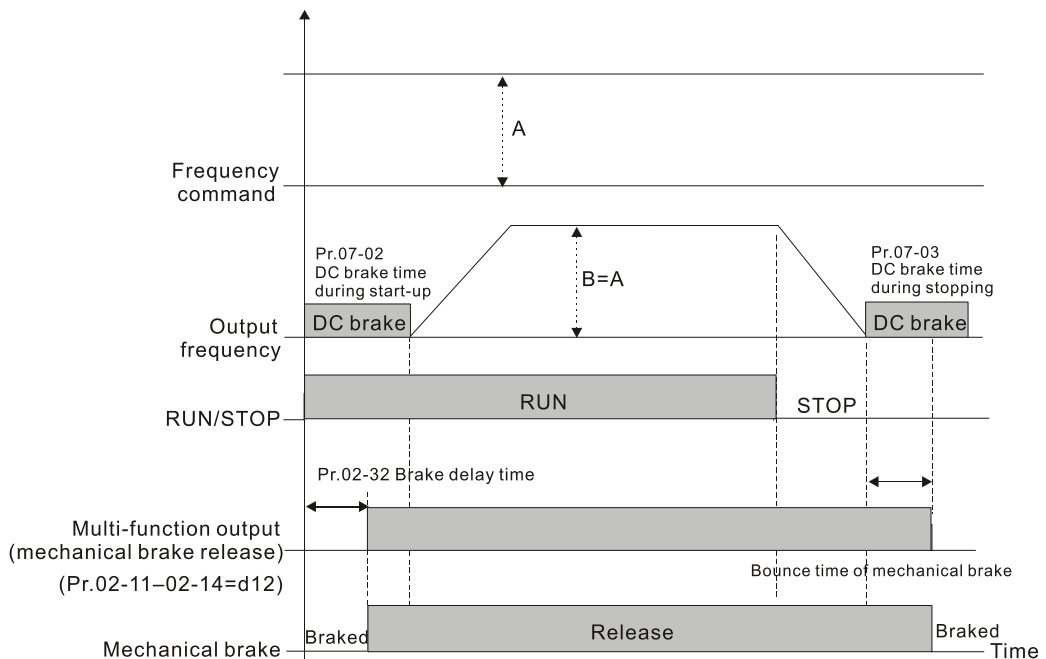 A
Frequency
command
Pr.07-02
DC brake time
during start-up
B=A
Pr.07-03
DC brake time
during stopping
DC brake
DC brake
Output
frequency
RUN
STOP
RUN/STOP
Pr.02-32 Brake delay time
Multi-function output
(mechanical brake release)
(Pr.02-11–02-14=d12)
Bounce time of mechanical brake
Braked
Release
Braked
Mechanical brake
Time